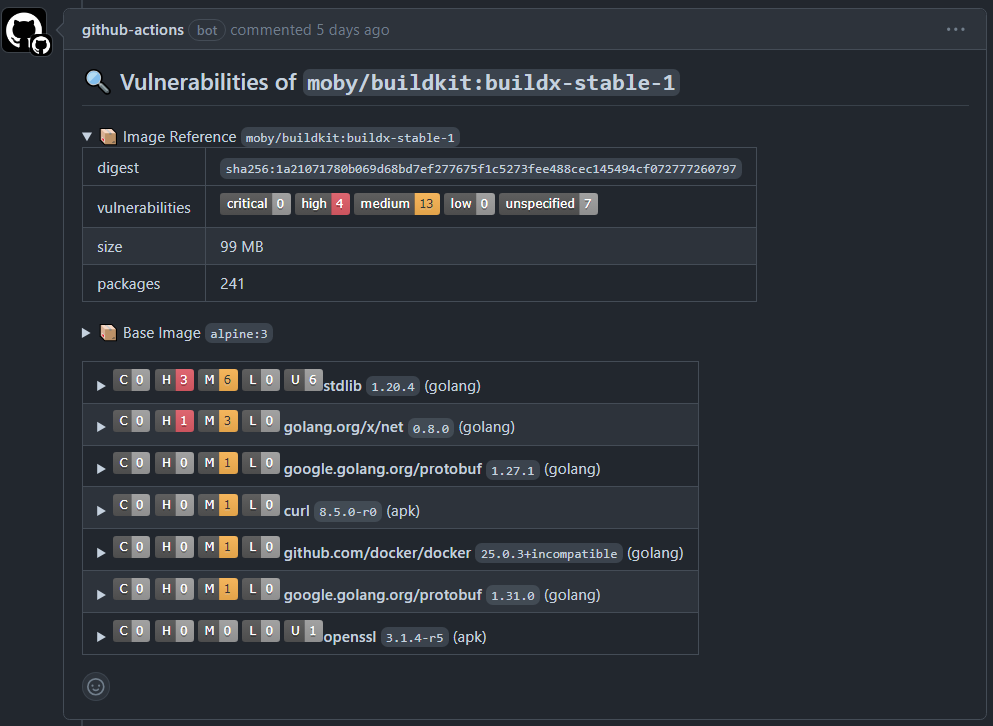 github-actions bot commented 5 days ago
Vulnerabilities of moby/buildkit:buildx-stable-1
Image Reference moby/buildkit:buildx-stable-1
digest sha256:1a21071780b069d68bd7ef277675f1c5273fee488cec145494cf072777260797
vulnerabilities critical 0 high 4 medium 13 low 0 unspecified 7
size 99 MB
packages 241
Base Image alpine:3
C 0 H 3 M 6 L 0 U 6 stdlib 1.20.4 (golang)
C 0 H 1 M 3 L 0 golang.org/x/net 0.8.0 (golang)
C 0 H 0 M 1 L 0 google.golang.org/protobuf 1.27.1 (golang)
C 0 H 0 M 1 L 0 curl 8.5.0-r0 (apk)
C 0 H 0 M 1 L 0 github.com/docker/docker 25.0.3+incompatible (golang)
C 0 H 0 M 1 L 0 google.golang.org/protobuf 1.31.0 (golang)
C 0 H 0 M 0 L 0 U 1 openssl 3.1.4-r5 (apk)